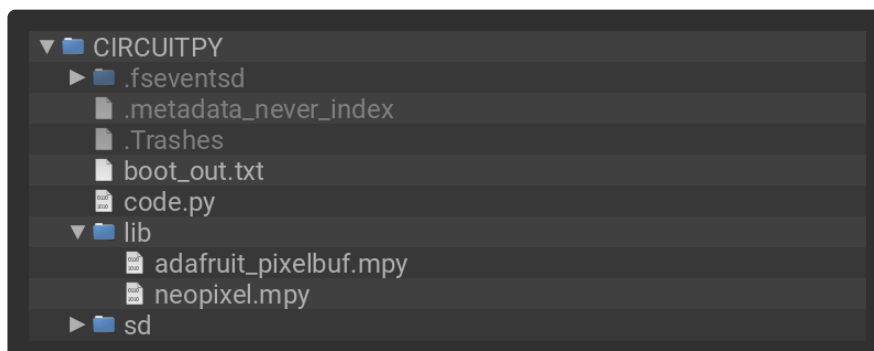 CIRCUITPY
.fseventsd
.metadata_never_index
.Trashes
boot_out.txt
code.py
lib
adafruit_pixelbuf.mpy
neopixel.mpy
sd